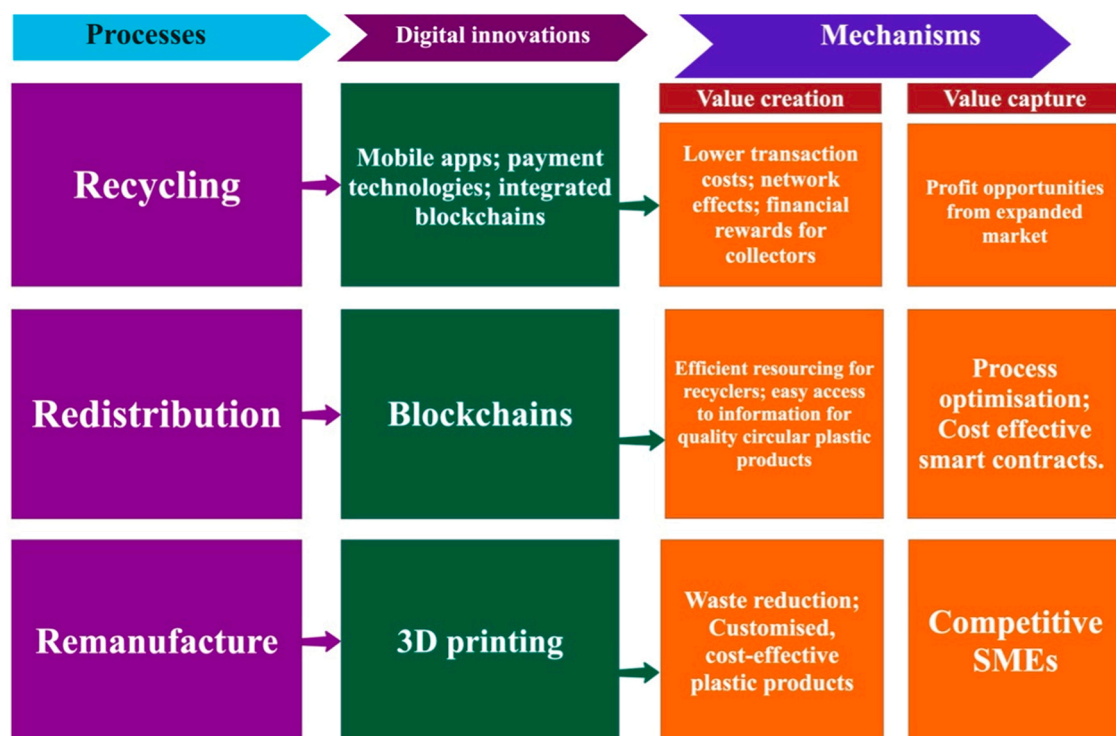 Processes
Digital innovations
Mechanisms
Value creation
Value capture
Recycling
Mobile apps; payment
technologies; integrated
blockchains
Lower transaction
costs; network
effects; financial
rewards for
collectors
Profit opportunities
from expanded
market
Redistribution
Blockchains
Efficient resourcing for
recyclers; easy access
to information for
quality circular plastic
products
Process
optimisation;
Cost effective
smart contracts.
Remanufacture
3D printing
Waste reduction;
Customised,
cost-effective
plastic products
Competitive
SMEs